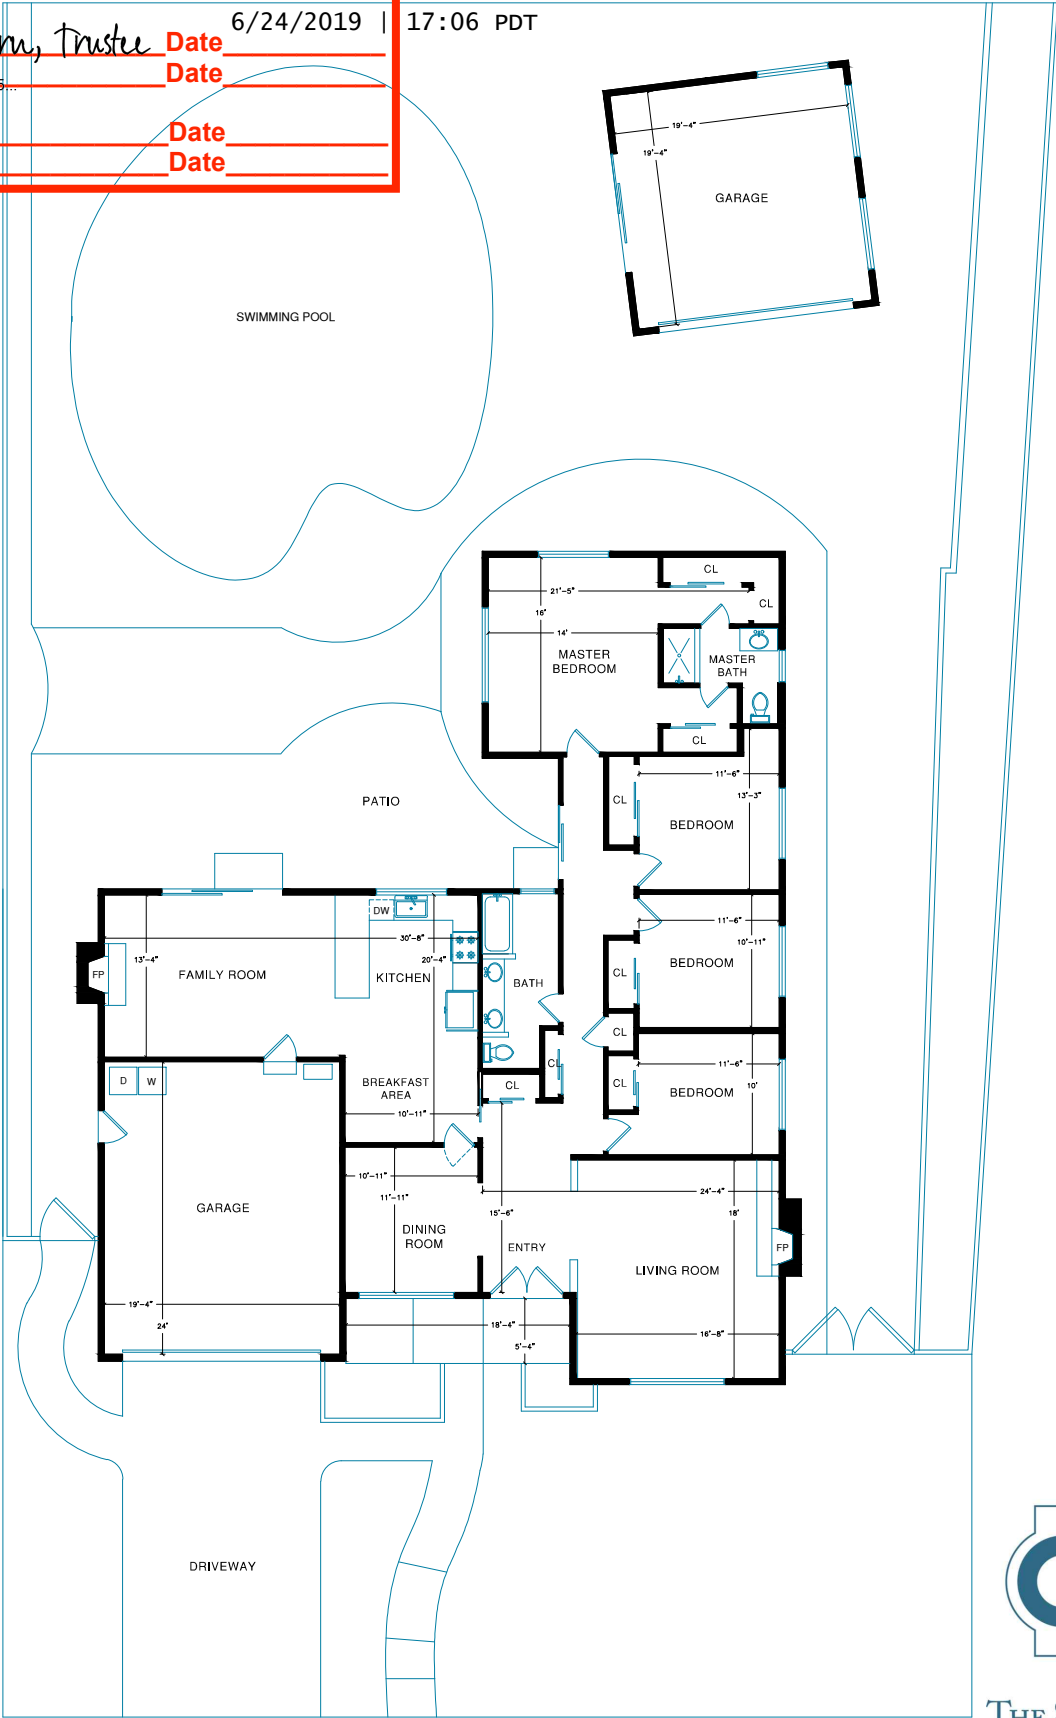 6/24/2019 | 17:06 PDT
Trustee Date
Date
Date
Date
19'-4"
19'-4"
GARAGE
SWIMMING POOL
CL
21'-5"
CL
16'
14'
MASTER
BEDROOM
MASTER
BATH
CL
11'-6"
CL
13'-3"
PATIO
BEDROOM
DW
11'-6"
30'-8"
10'-11"
13'-4"
20'-4"
FP
FAMILY ROOM
KITCHEN
BATH
CL
BEDROOM
CL
CL
11'-6"
D W
BREAKFAST
AREA
CL
CL
10'
BEDROOM
10'-11"
10'-11"
11'-11"
24'-4"
GARAGE
15'-6"
18'
DINING
ROOM
ENTRY
FP
LIVING ROOM
19'-4"
24'
18'-4"
16'-8"
5'-4"
DRIVEWAY
THE